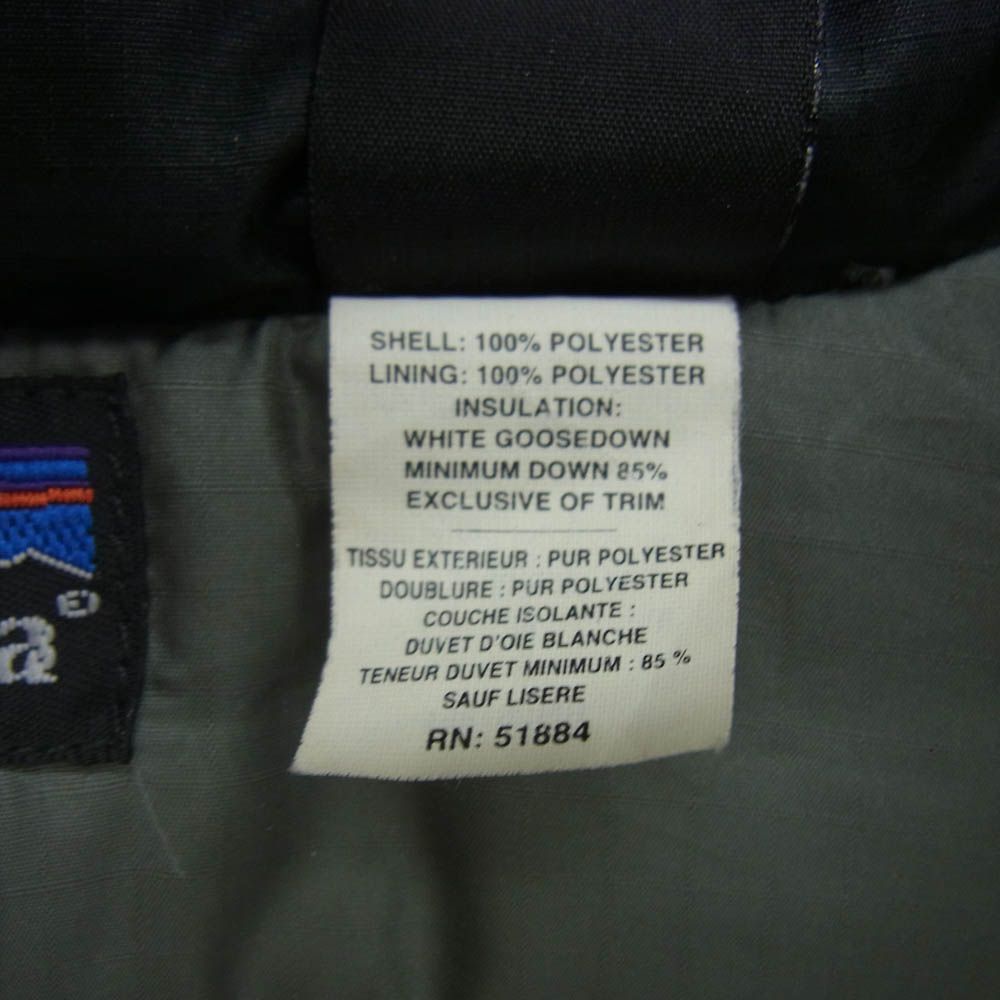 SHELL: 100% POLYESTER
LINING: 100% POLYESTER
INSULATION:
WHITE GOOSEDOWN
MINIMUM DOWN 85%
EXCLUSIVE OF TRIM
TISSU EXTERIEUR : PUR POLYESTER
DOUBLURE : PUR POLYESTER
COUCHE ISOLANTE :
DUVET D'OIE BLANCHE
TENEUR DUVET MINIMUM : 85 %
SAUF LISERE
RN: 51884
a®